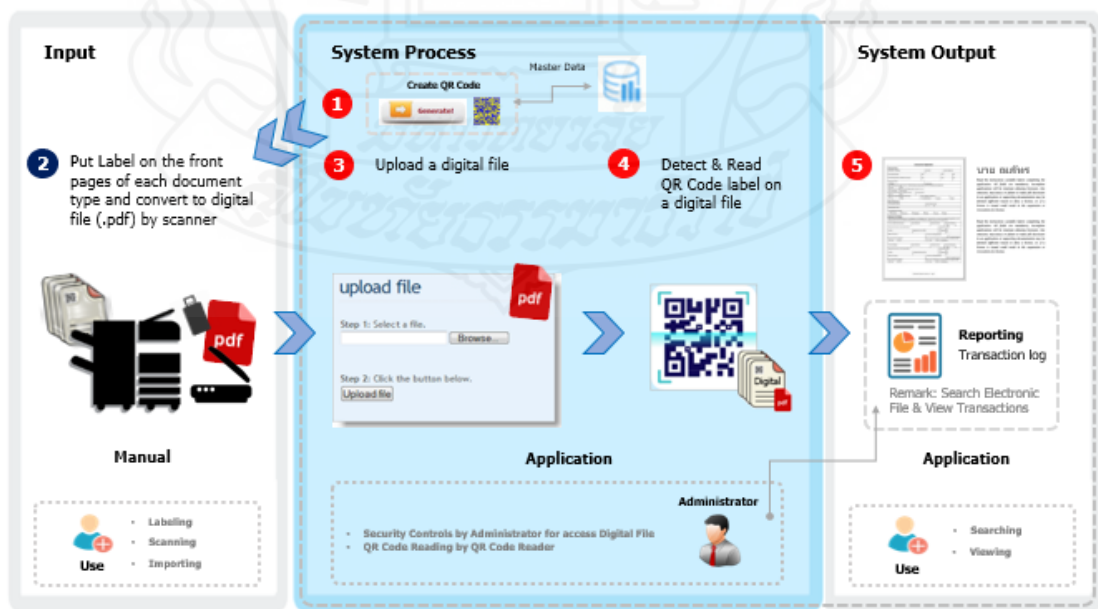 Input
System Process
System Output
Master Data
Create QR Code
Generate!
1
2
Put Label on the front
pages of each document
type and convert to digital
file (.pdf) by scanner
3
Upload a digital file
4
Detect & Read
QR Code label on
a digital file
5
pdf
upload file
Step 1: Select a file.
Browse...
Step 2: Click the button below.
Upload file
pdf
Digital
pdf
Reporting
Transaction log
Remark: Search Electronic
File & View Transactions
Manual
Application
Application
Use
• Labeling
• Scanning
• Importing
Administrator
• Security Controls by Administrator for access Digital File
• QR Code Reading by QR Code Reader
Use
• Searching
• Viewing